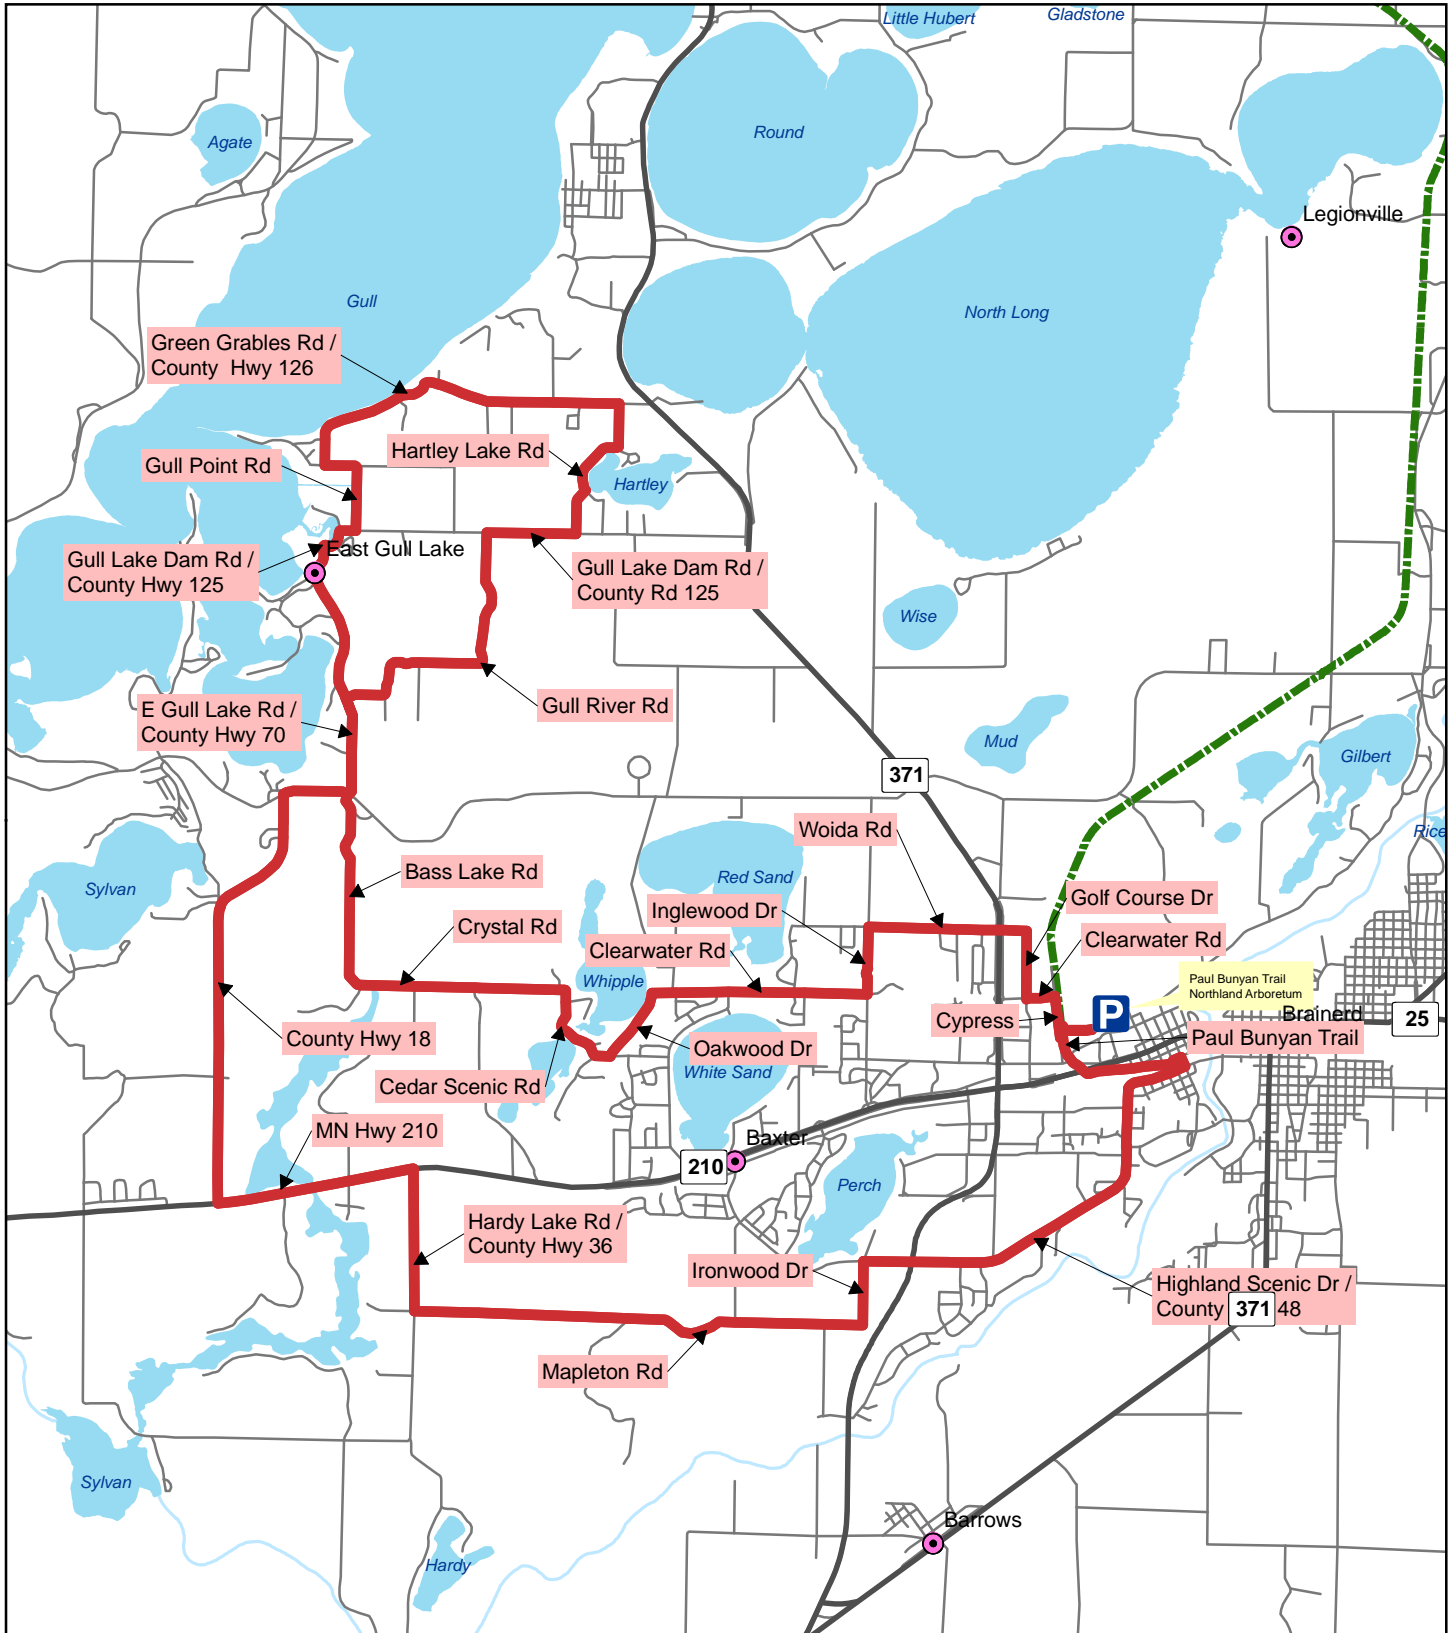 Little Hubert
Gladstone
Agate
Round
Legionville
Gull
North Long
Green Grables Rd /
County Hwy 126
Hartley Lake Rd
Gull Point Rd
Hartley
East Gull Lake
Gull Lake Dam Rd /
County Hwy 125
Gull Lake Dam Rd /
County Rd 125
Wise
E Gull Lake Rd /
County Hwy 70
Gull River Rd
Mud
Gilbert
371
Woida Rd
Rice
Sylvan
Bass Lake Rd
Red Sand
Golf Course Dr
Inglewood Dr
Crystal Rd
Clearwater Rd
Clearwater Rd
Whipple
Paul Bunyan Trail
Northland Arboretum
P
Cypress
Brainerd
25
County Hwy 18
Oakwood Dr
Paul Bunyan Trail
Cedar Scenic Rd
White Sand
MN Hwy 210
Baxter
210
Perch
Hardy Lake Rd /
County Hwy 36
Ironwood Dr
Highland Scenic Dr /
County 371 48
Mapleton Rd
Sylvan
Barrows
Hardy